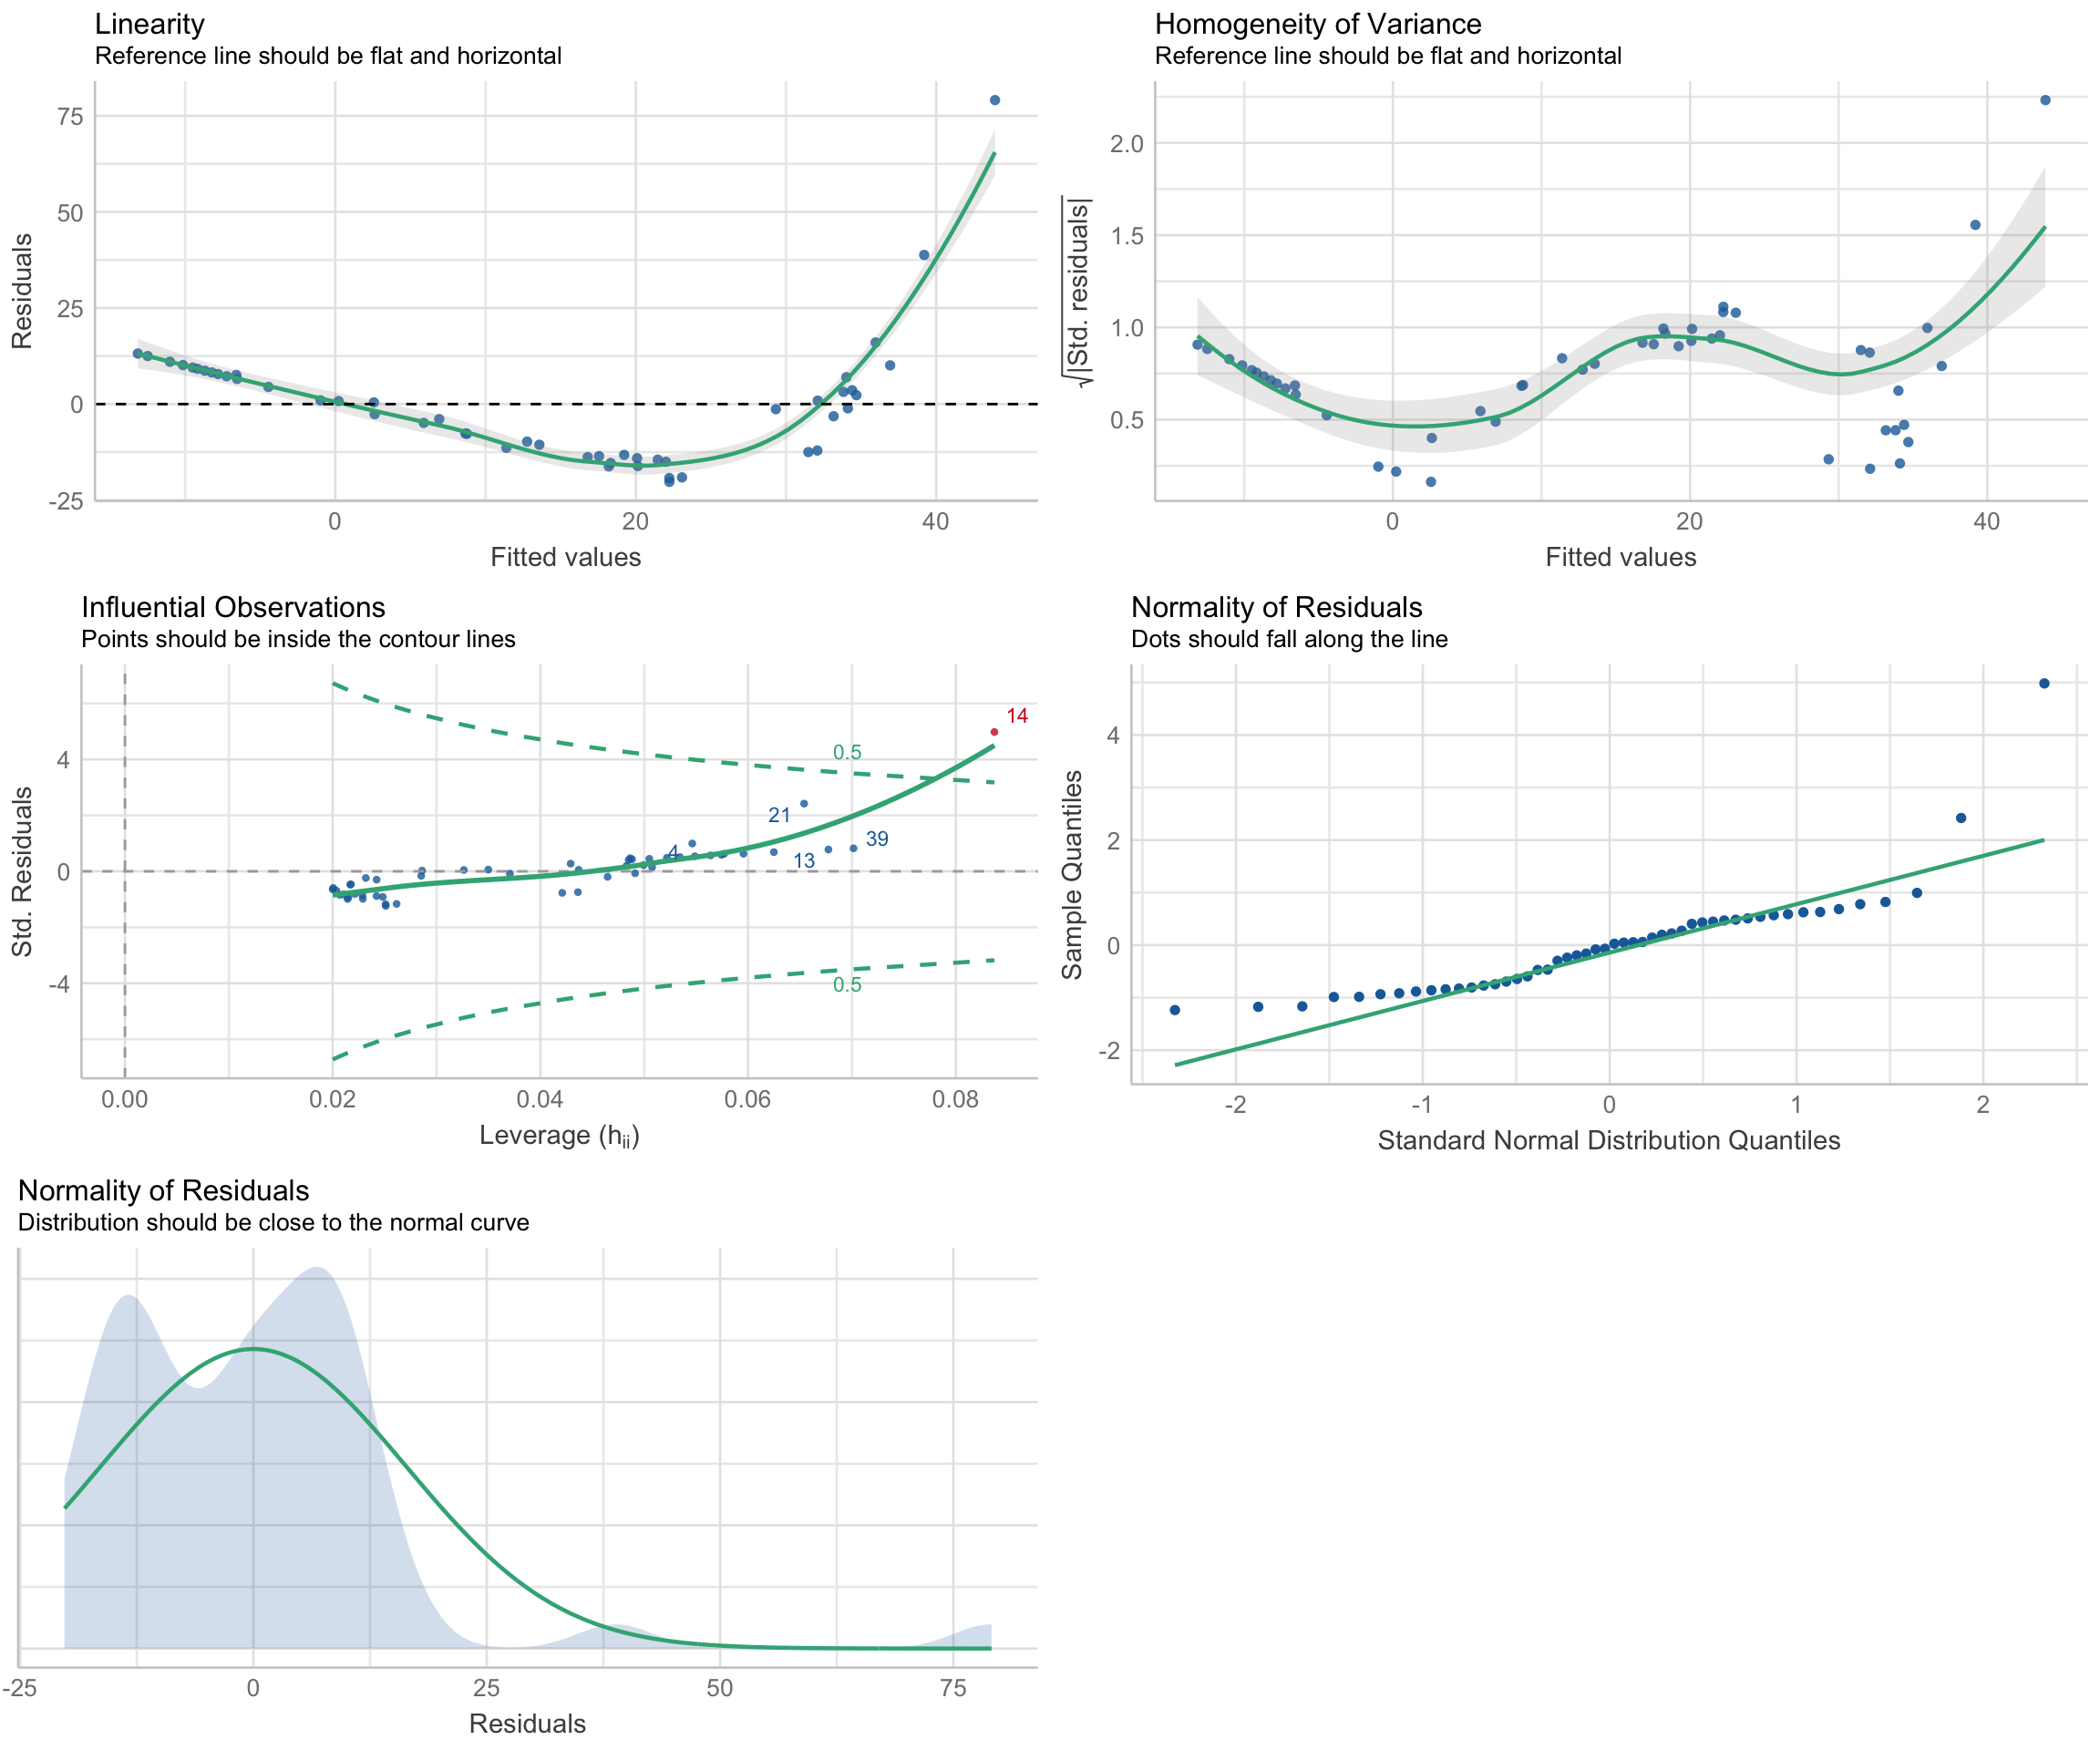 Linearity
Reference line should be flat and horizontal
75
50
25
0
-25
Residuals
0
20
40
Fitted values
Homogeneity of Variance
Reference line should be flat and horizontal
2.0
1.5
1.0
0.5
√|Std. residuals|
0
20
40
Fitted values
Influential Observations
Points should be inside the contour lines
14
0.5
21
39
4
13
0.5
4
0
-4
Std. Residuals
0.00
0.02
0.04
0.06
0.08
Leverage (hᵢᵢ)
Normality of Residuals
Dots should fall along the line
4
2
0
-2
Sample Quantiles
-2
-1
0
1
2
Standard Normal Distribution Quantiles
Normality of Residuals
Distribution should be close to the normal curve
-25
0
25
50
75
Residuals